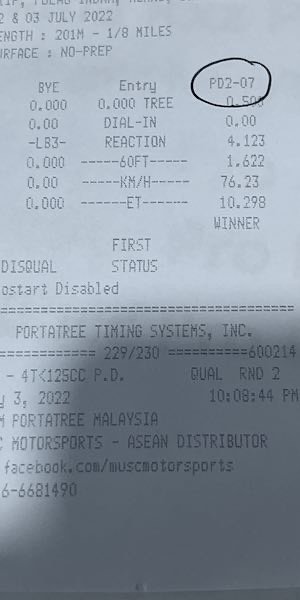 2 & 03 JULY 2022
ENGTH : 201M - 1/8 MILES
URFACE : NO-PREP
BYE Entry PD2-07
0.000 0.000 TREE 0.500
0.00 DIAL-IN 0.00
-LB3- REACTION 4.123
0.000 -----60FT----- 1.622
0.00 -----KM/H----- 76.23
0.000 ------ET------ 10.298
WINNER
FIRST
DISQUAL STATUS
ostart Disabled
PORTATREE TIMING SYSTEMS, INC.
============ 229/230 ==========600214
- 4T<125CC P.D. QUAL RND 2
y 3, 2022 10:08:44 PM
M PORTATREE MALAYSIA
C MOTORSPORTS - ASEAN DISTRIBUTOR
facebook.com/muscmotorsports
6-6681490